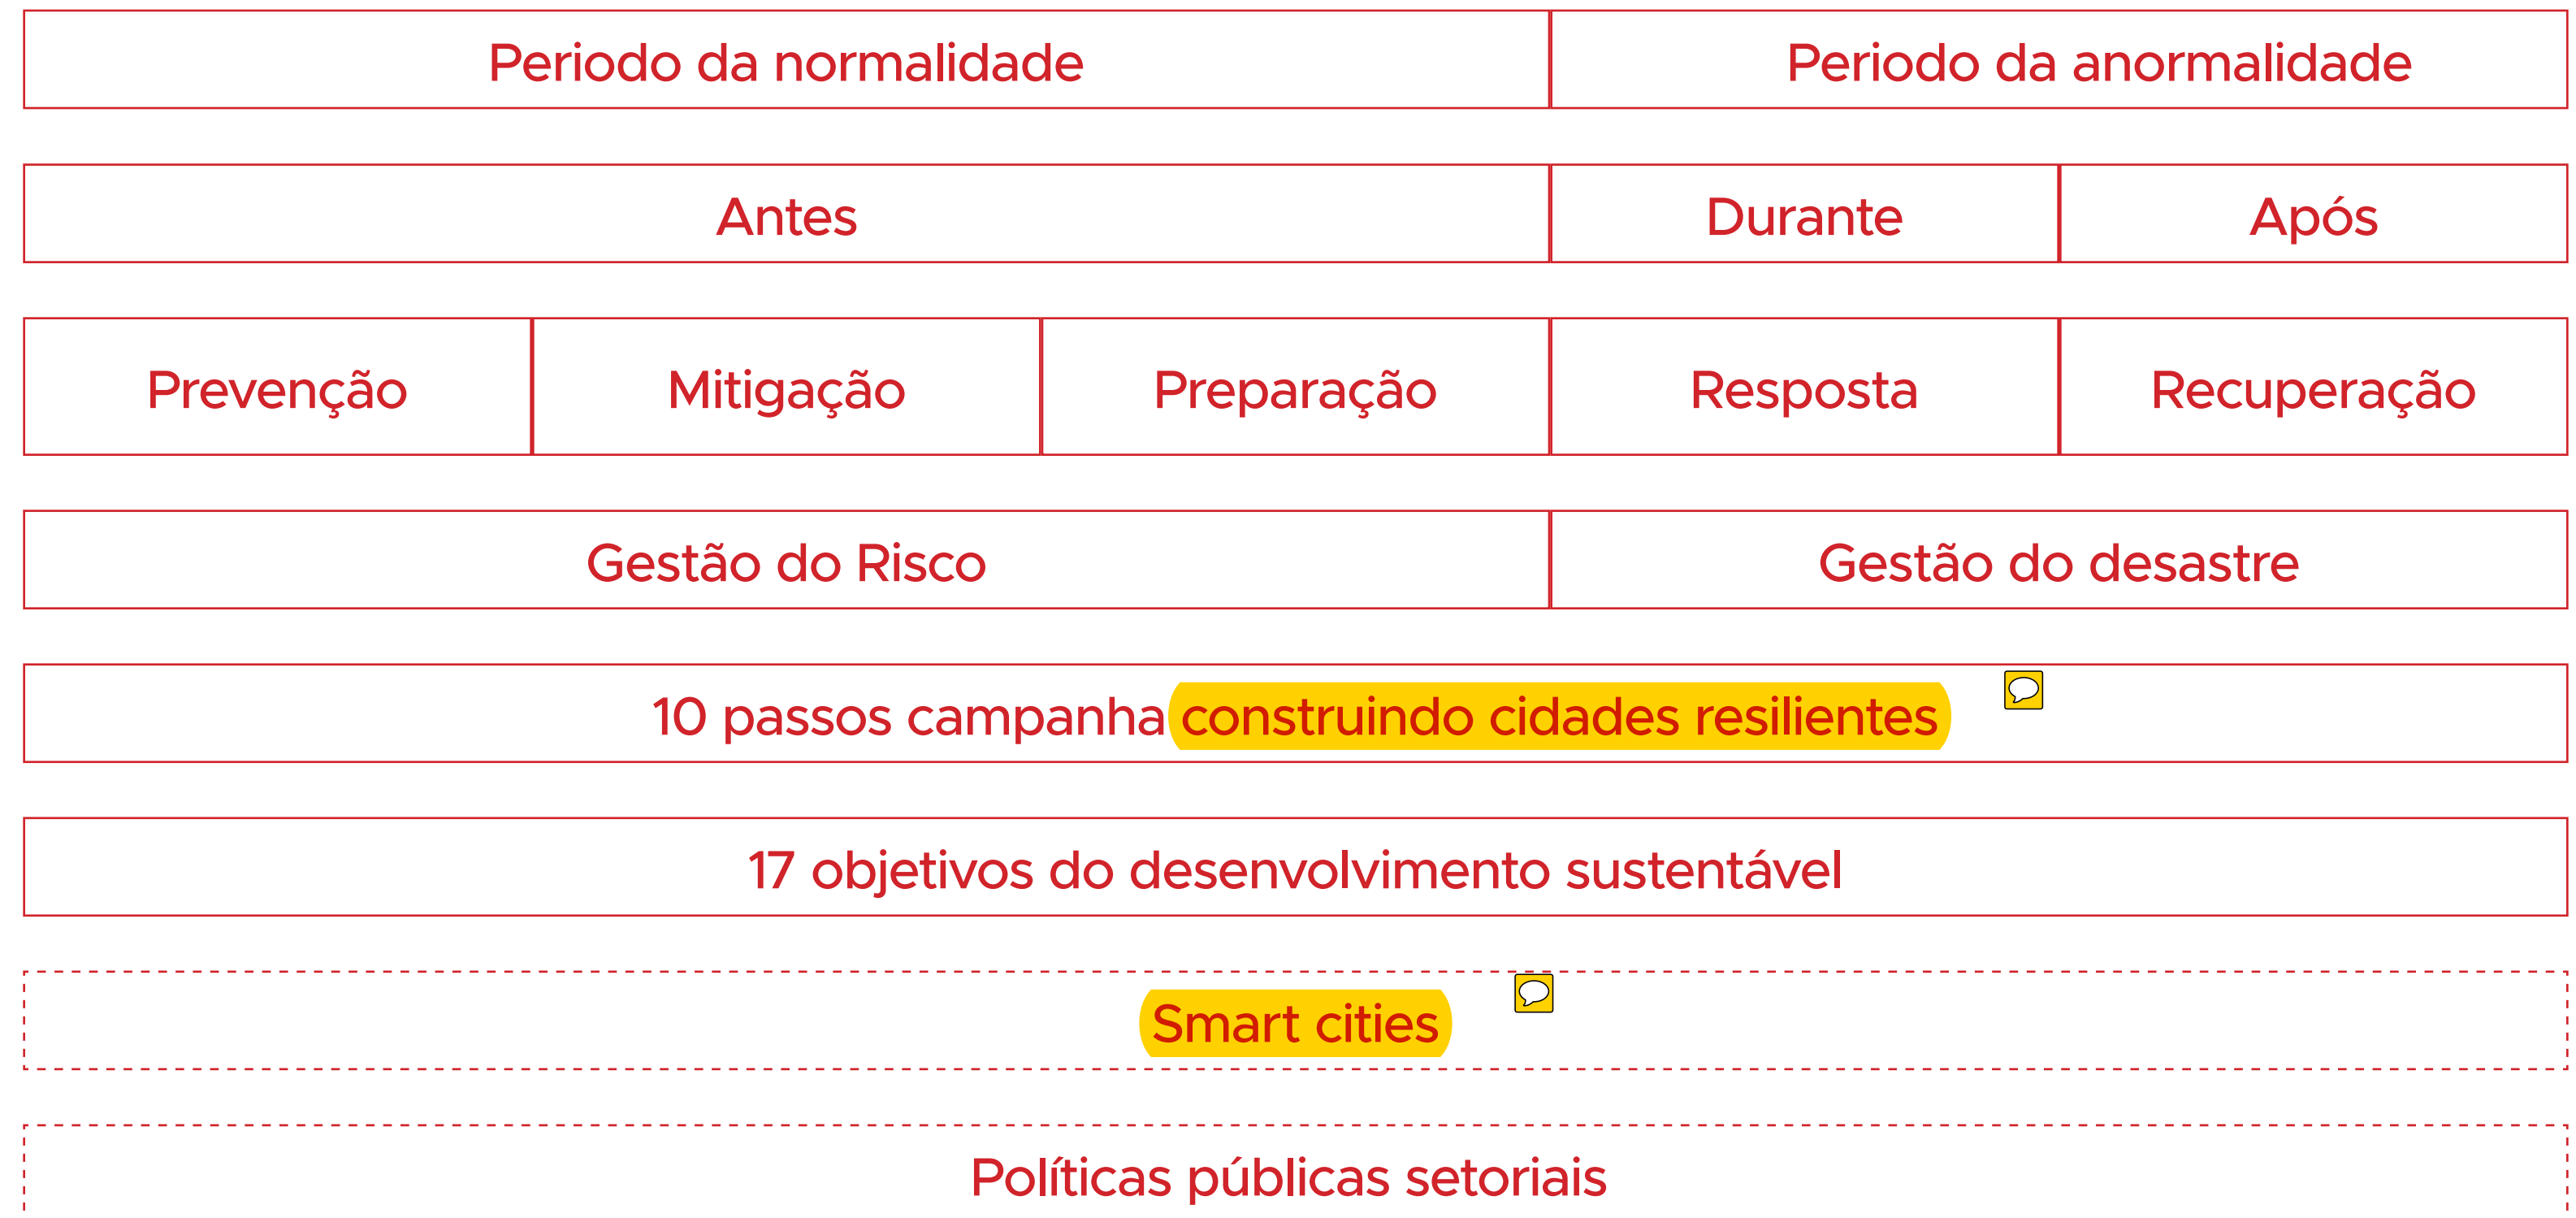 Periodo da normalidade Periodo da anormalidade
Antes Durante Após
Prevenção Mitigação Preparação Resposta Recuperação
Gestão do Risco Gestão do desastre
10 passos campanha construindo cidades resilientes
17 objetivos do desenvolvimento sustentável
Smart cities
Políticas públicas setoriais